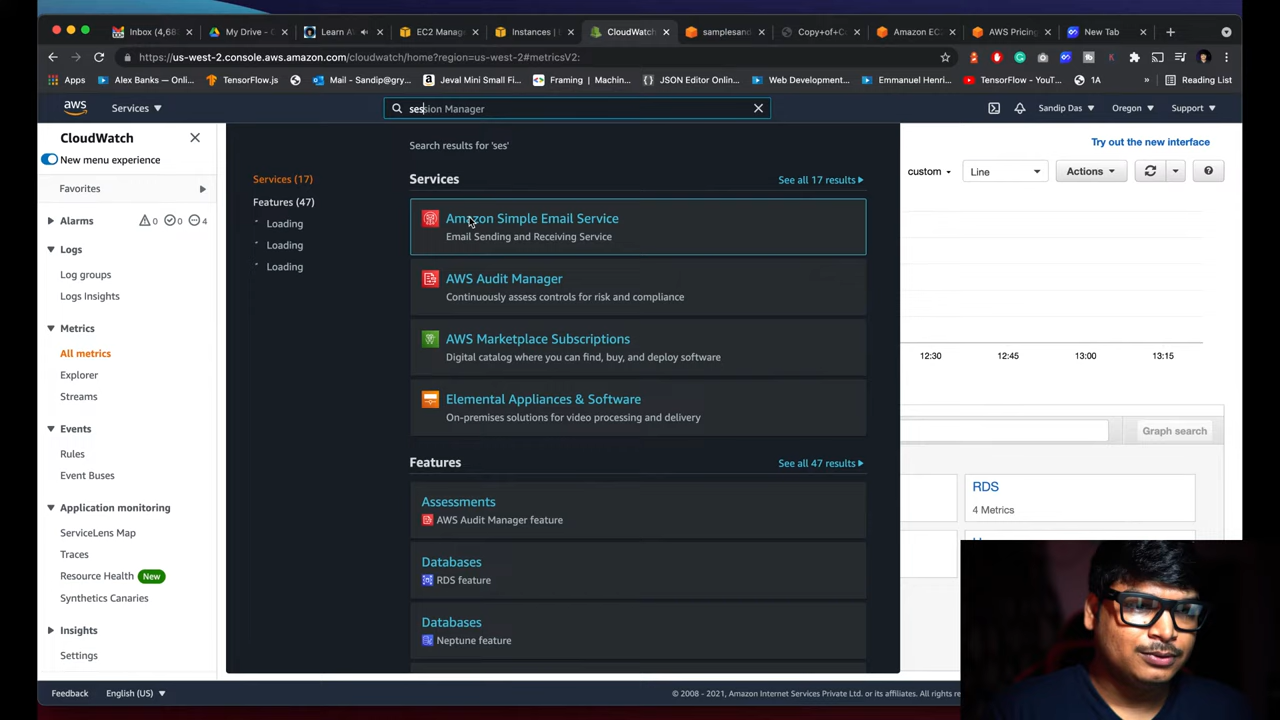 Inbox (4,68
My Drive -
Learn A
EC2 Manag
Instances |
CloudWatch
samplesand
Copy+of+C
Amazon EC
AWS Pricing
New Tab
https://us-west-2.console.aws.amazon.com/cloudwatch/home?region=us-west-2#metricsV2:
Apps
Alex Banks — Onli...
TensorFlow.js
Mail - Sandip@gry...
Jeval Mini Small Fi...
Framing | Machin...
JSON Editor Onlin...
Web Development...
Emmanuel Henri...
TensorFlow - YouT...
1A
Reading List
aws
Services
session Manager
Sandip Das
Oregon
Support
CloudWatch
New menu experience
Favorites
Alarms
0
0
4
Logs
Log groups
Logs Insights
Metrics
All metrics
Explorer
Streams
Events
Rules
Event Buses
Application monitoring
ServiceLens Map
Traces
Resource Health New
Synthetics Canaries
Insights
Settings
Search results for 'ses'
Services (17)
Features (47)
Loading
Loading
Loading
Services
See all 17 results
Amazon Simple Email Service
Email Sending and Receiving Service
AWS Audit Manager
Continuously assess controls for risk and compliance
AWS Marketplace Subscriptions
Digital catalog where you can find, buy, and deploy software
Elemental Appliances & Software
On-premises solutions for video processing and delivery
Features
See all 47 results
Assessments
AWS Audit Manager feature
Databases
RDS feature
Databases
Neptune feature
Try out the new interface
custom
Line
Actions
12:30
12:45
13:00
13:15
Graph search
RDS
4 Metrics
Feedback
English (US)
© 2008 - 2021, Amazon Internet Services Private Ltd. or its affiliates. All rights re